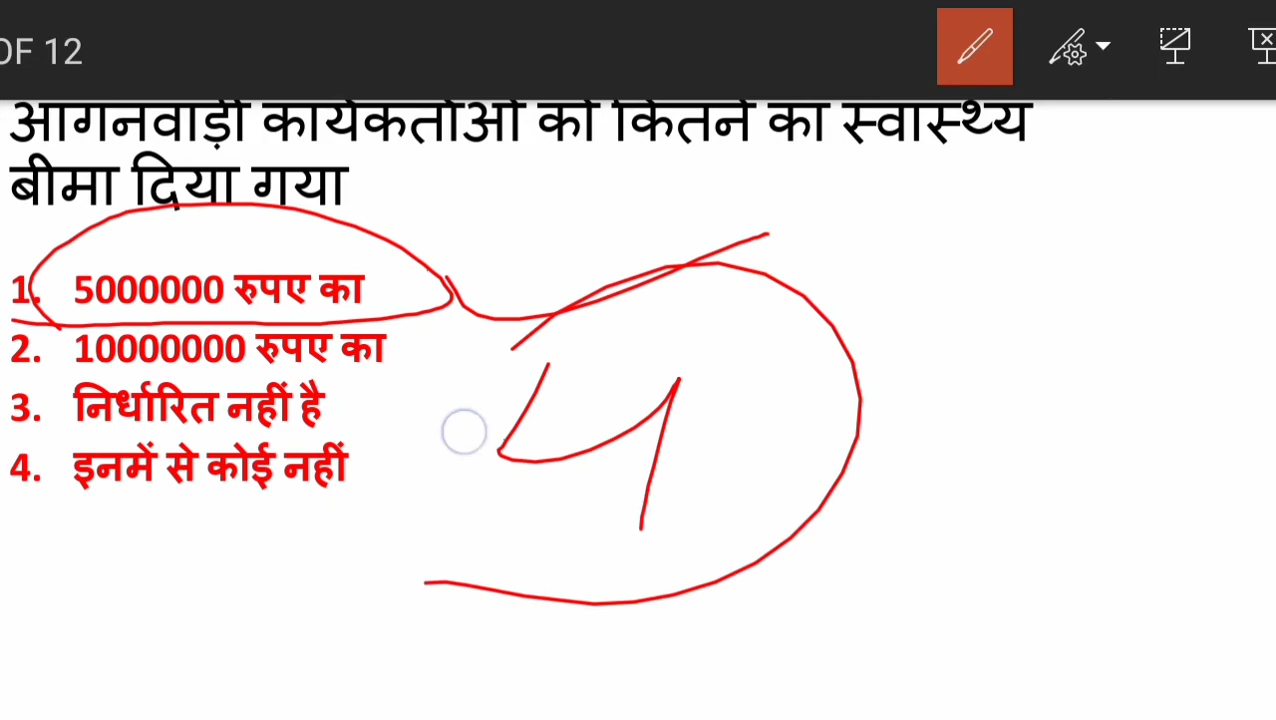 OF 12
आंगनवाड़ी कार्यकर्ताओं को कितने का स्वास्थ्य
बीमा दिया गया
1. 5000000 रुपए का
2. 10000000 रुपए का
3. निर्धारित नहीं है
4. इनमें से कोई नहीं